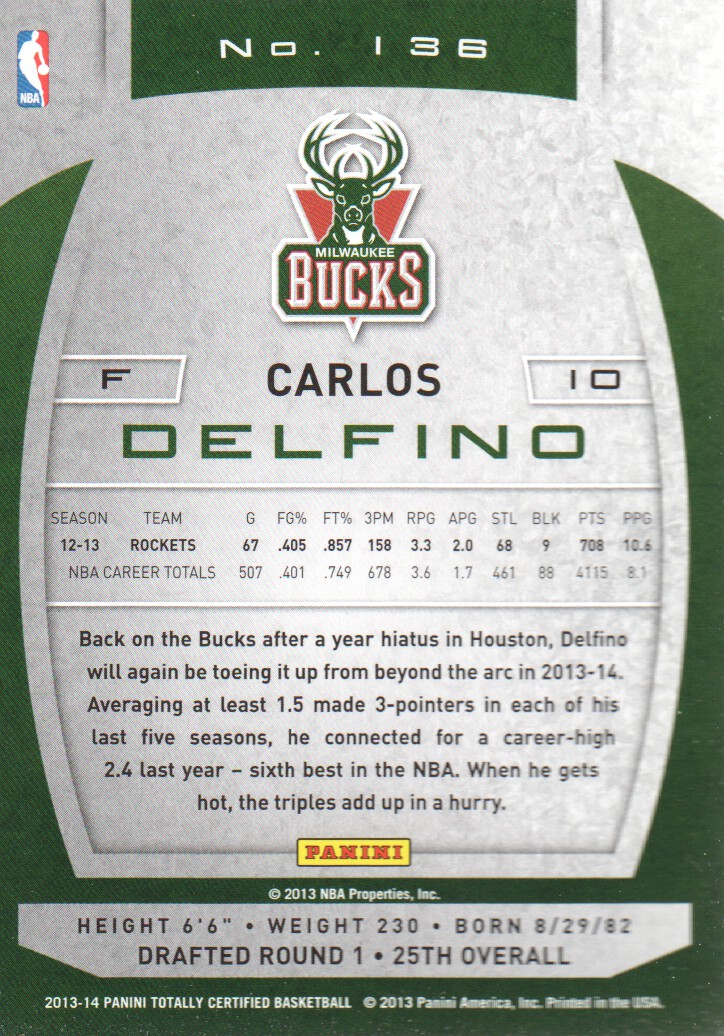 No. 136
NBA
MILWAUKEE
BUCKS
F CARLOS 10
DELFINO
SEASON TEAM G FG% FT% 3PM RPG APG STL BLK PTS PPG
12-13 ROCKETS 67 .405 .857 158 3.3 2.0 68 9 708 10.6
NBA CAREER TOTALS 507 .401 .749 678 3.6 1.7 461 88 4115 8.1
Back on the Bucks after a year hiatus in Houston, Delfino
will again be toeing it up from beyond the arc in 2013-14.
Averaging at least 1.5 made 3-pointers in each of his
last five seasons, he connected for a career-high
2.4 last year – sixth best in the NBA. When he gets
hot, the triples add up in a hurry.
PANINI
© 2013 NBA Properties, Inc.
HEIGHT 6'6" • WEIGHT 230 • BORN 8/29/82
DRAFTED ROUND 1 • 25TH OVERALL
2013-14 PANINI TOTALLY CERTIFIED BASKETBALL © 2013 Panini America, Inc. Printed in the USA.